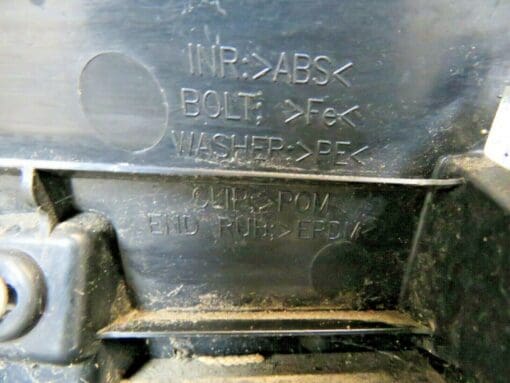 INR:>ABS<
BOLT; >Fe<
WASHER:>PE<
CLIP:>POM
END RUB;>EPDM<